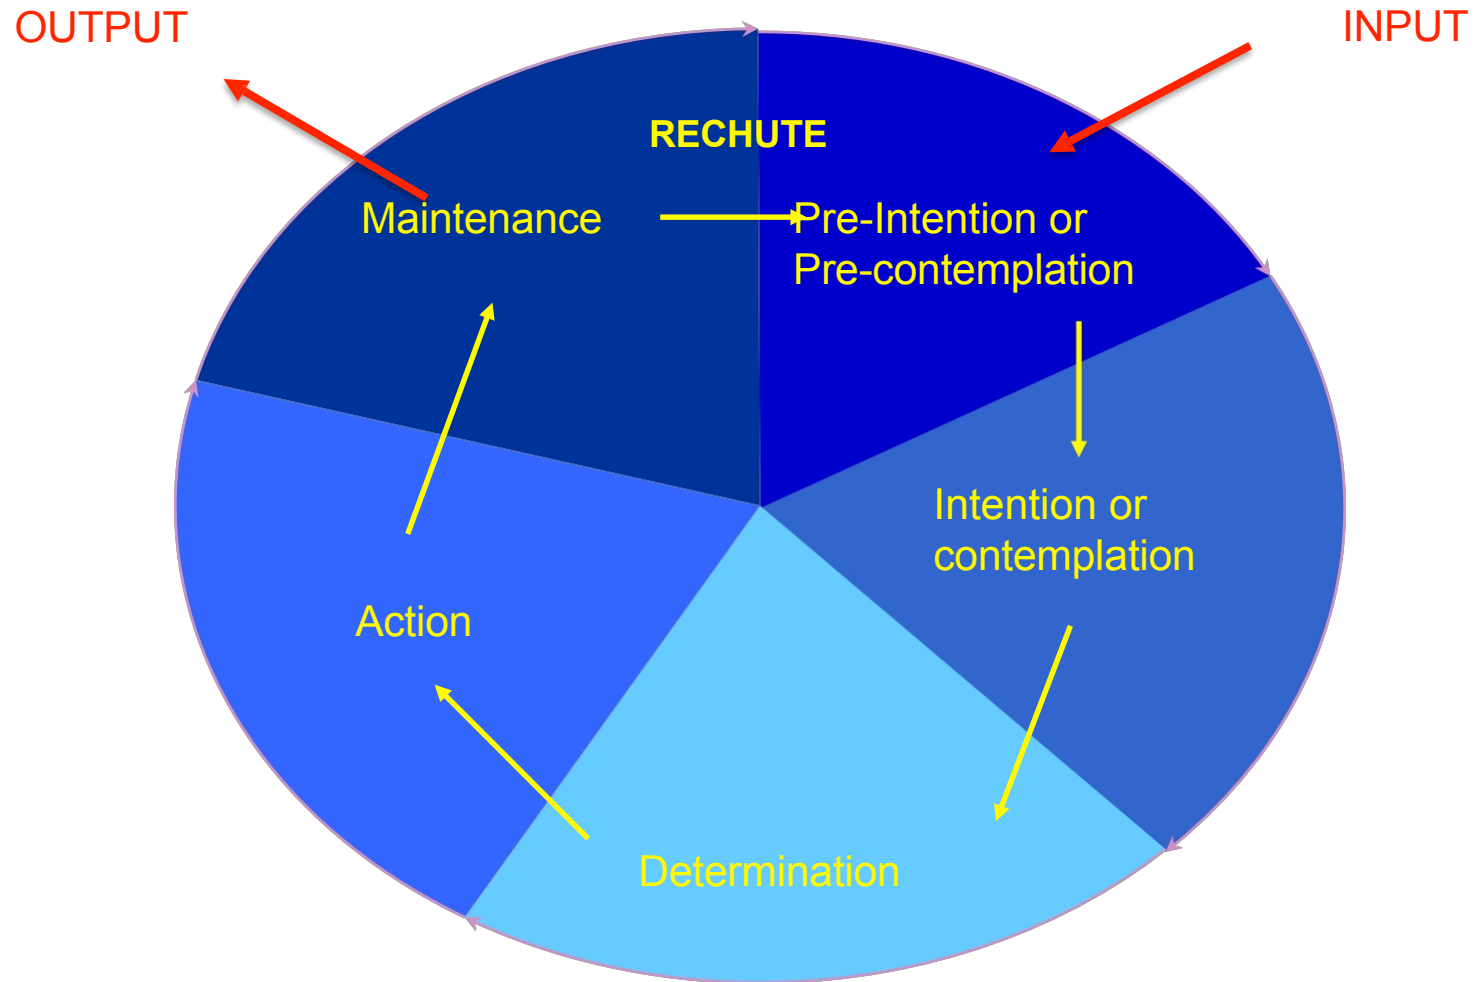 OUTPUT
INPUT
RECHUTE
Maintenance
Pre-Intention or
Pre-contemplation
Intention or
contemplation
Determination
Action